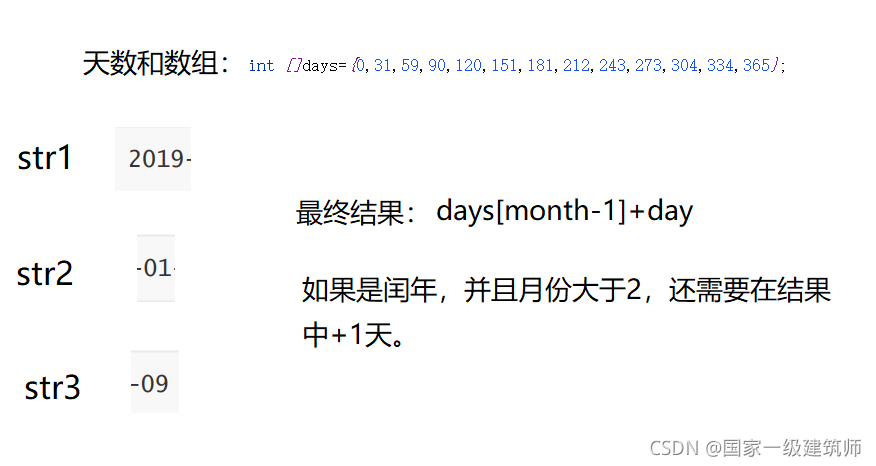 天数和数组： int []days={0,31,59,90,120,151,181,212,243,273,304,334,365};
str1 2019-
最终结果： days[month-1]+day
str2 -01-
如果是闰年，并且月份大于2，还需要在结果
中+1天。
str3 -09
CSDN @国家一级建筑师